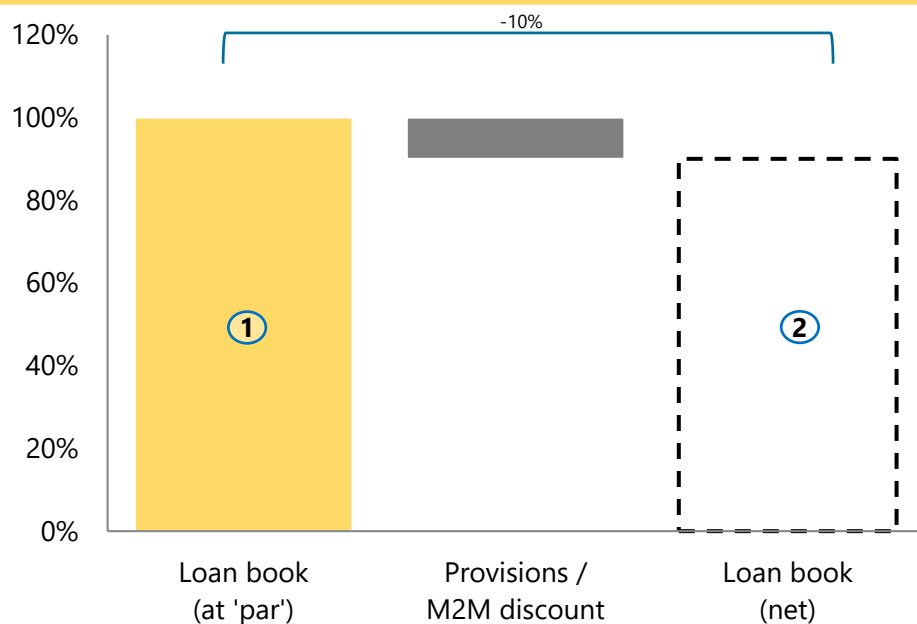 -10%
120%
100%
80%
60%
40%
20%
0%
1
2
Loan book
(at 'par')
Provisions /
M2M discount
Loan book
(net)